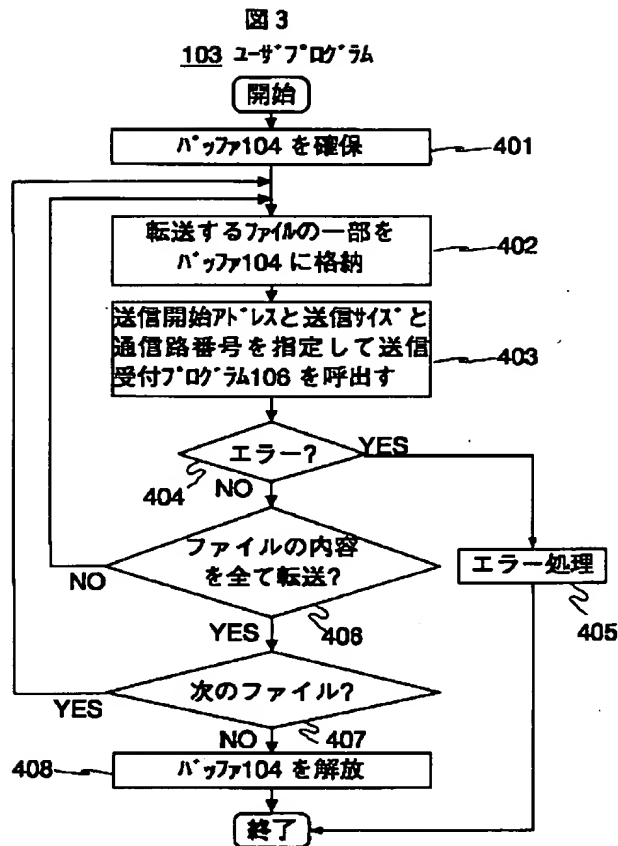 図3
103 ﾕｰｻﾞﾌﾟﾛｸﾞﾗﾑ
開始
ﾊﾞｯﾌｧ104 を確保
401
転送するﾌｧｲﾙの一部を
ﾊﾞｯﾌｧ104 に格納
402
送信開始ｱﾄﾞﾚｽと送信ｻｲｽﾞと
通信路番号を指定して送信
受付ﾌﾟﾛｸﾞﾗﾑ106 を呼出す
403
エラー?
YES
404
NO
ファイルの内容
を全て転送?
NO
エラー処理
405
406
YES
次のファイル?
YES
NO
407
408
ﾊﾞｯﾌｧ104 を解放
終了